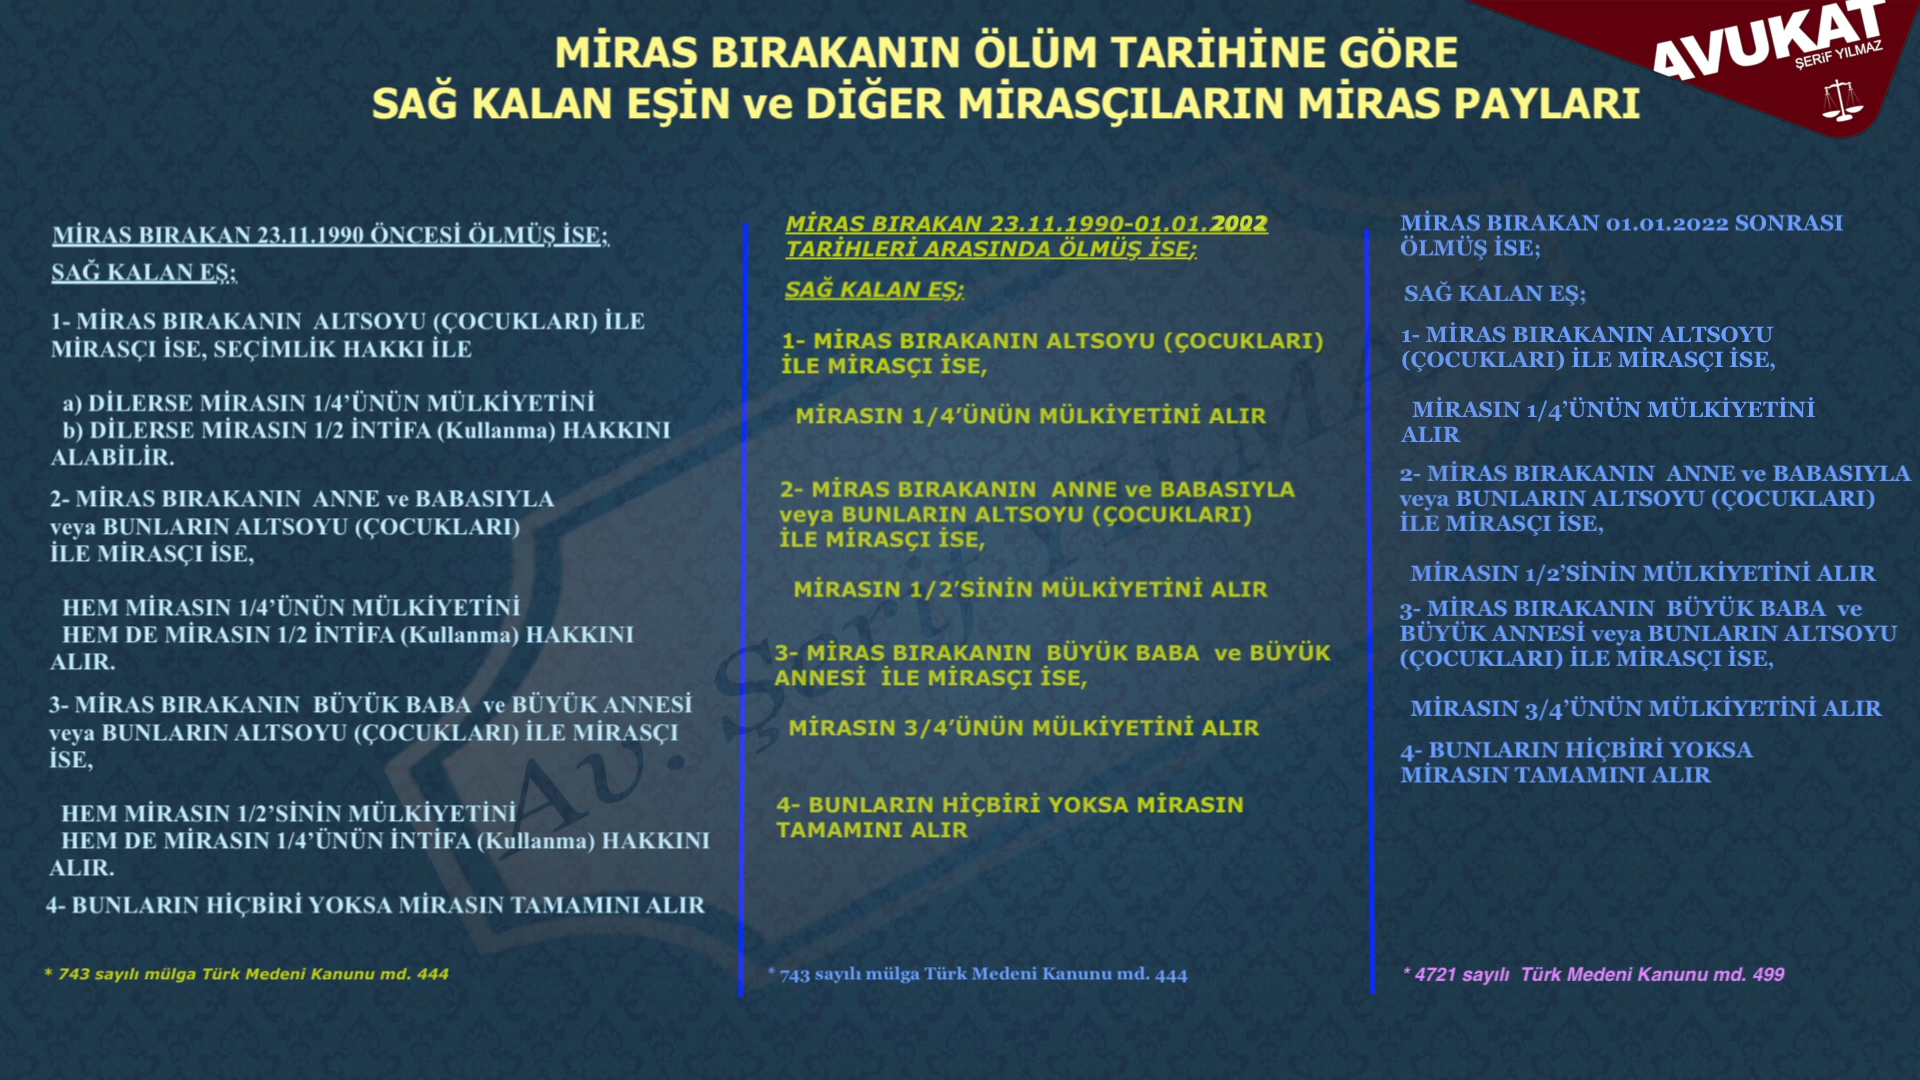 MİRAS BIRAKANIN ÖLÜM TARİHİNE GÖRE
SAĞ KALAN EŞİN ve DİĞER MİRASÇILARIN MİRAS PAYLARI
AVUKAT
ŞERİF YILMAZ
MİRAS BIRAKAN 23.11.1990 ÖNCESİ ÖLMÜŞ İSE;
SAĞ KALAN EŞ;
1- MİRAS BIRAKANIN ALTSOYU (ÇOCUKLARI) İLE
MİRASÇI İSE, SEÇİMLİK HAKKI İLE
a) DİLERSE MİRASIN 1/4’ÜNÜN MÜLKİYETİNİ
b) DİLERSE MİRASIN 1/2 İNTİFA (Kullanma) HAKKINI
ALABİLİR.
2- MİRAS BIRAKANIN ANNE ve BABASIYLA
veya BUNLARIN ALTSOYU (ÇOCUKLARI)
İLE MİRASÇI İSE,
HEM MİRASIN 1/4’ÜNÜN MÜLKİYETİNİ
HEM DE MİRASIN 1/2 İNTİFA (Kullanma) HAKKINI
ALIR.
3- MİRAS BIRAKANIN BÜYÜK BABA ve BÜYÜK ANNESİ
veya BUNLARIN ALTSOYU (ÇOCUKLARI) İLE MİRASÇI
İSE,
HEM MİRASIN 1/2’SİNİN MÜLKİYETİNİ
HEM DE MİRASIN 1/4’ÜNÜN İNTİFA (Kullanma) HAKKINI
ALIR.
4- BUNLARIN HİÇBİRİ YOKSA MİRASIN TAMAMINI ALIR
* 743 sayılı mülga Türk Medeni Kanunu md. 444
MİRAS BIRAKAN 23.11.1990-01.01.2002
TARİHLERİ ARASINDA ÖLMÜŞ İSE;
SAĞ KALAN EŞ;
1- MİRAS BIRAKANIN ALTSOYU (ÇOCUKLARI)
İLE MİRASÇI İSE,
MİRASIN 1/4’ÜNÜN MÜLKİYETİNİ ALIR
2- MİRAS BIRAKANIN ANNE ve BABASIYLA
veya BUNLARIN ALTSOYU (ÇOCUKLARI)
İLE MİRASÇI İSE,
MİRASIN 1/2’SİNİN MÜLKİYETİNİ ALIR
3- MİRAS BIRAKANIN BÜYÜK BABA ve BÜYÜK
ANNESİ İLE MİRASÇI İSE,
MİRASIN 3/4’ÜNÜN MÜLKİYETİNİ ALIR
4- BUNLARIN HİÇBİRİ YOKSA MİRASIN
TAMAMINI ALIR
* 743 sayılı mülga Türk Medeni Kanunu md. 444
MİRAS BIRAKAN 01.01.2022 SONRASI
ÖLMÜŞ İSE;
SAĞ KALAN EŞ;
1- MİRAS BIRAKANIN ALTSOYU
(ÇOCUKLARI) İLE MİRASÇI İSE,
MİRASIN 1/4’ÜNÜN MÜLKİYETİNİ
ALIR
2- MİRAS BIRAKANIN ANNE ve BABASIYLA
veya BUNLARIN ALTSOYU (ÇOCUKLARI)
İLE MİRASÇI İSE,
MİRASIN 1/2’SİNİN MÜLKİYETİNİ ALIR
3- MİRAS BIRAKANIN BÜYÜK BABA ve
BÜYÜK ANNESİ veya BUNLARIN ALTSOYU
(ÇOCUKLARI) İLE MİRASÇI İSE,
MİRASIN 3/4’ÜNÜN MÜLKİYETİNİ ALIR
4- BUNLARIN HİÇBİRİ YOKSA
MİRASIN TAMAMINI ALIR
* 4721 sayılı Türk Medeni Kanunu md. 499
Av. Şerif YILMAZ